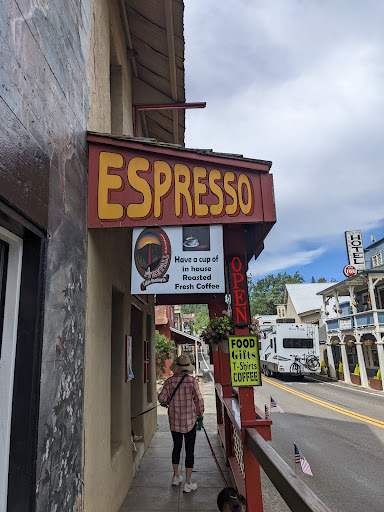 ESPRESSO
Have a cup of
in house
Roasted
Fresh Coffee
OPEN
FOOD
Gifts
T-Shirts
COFFEE
HOTEL